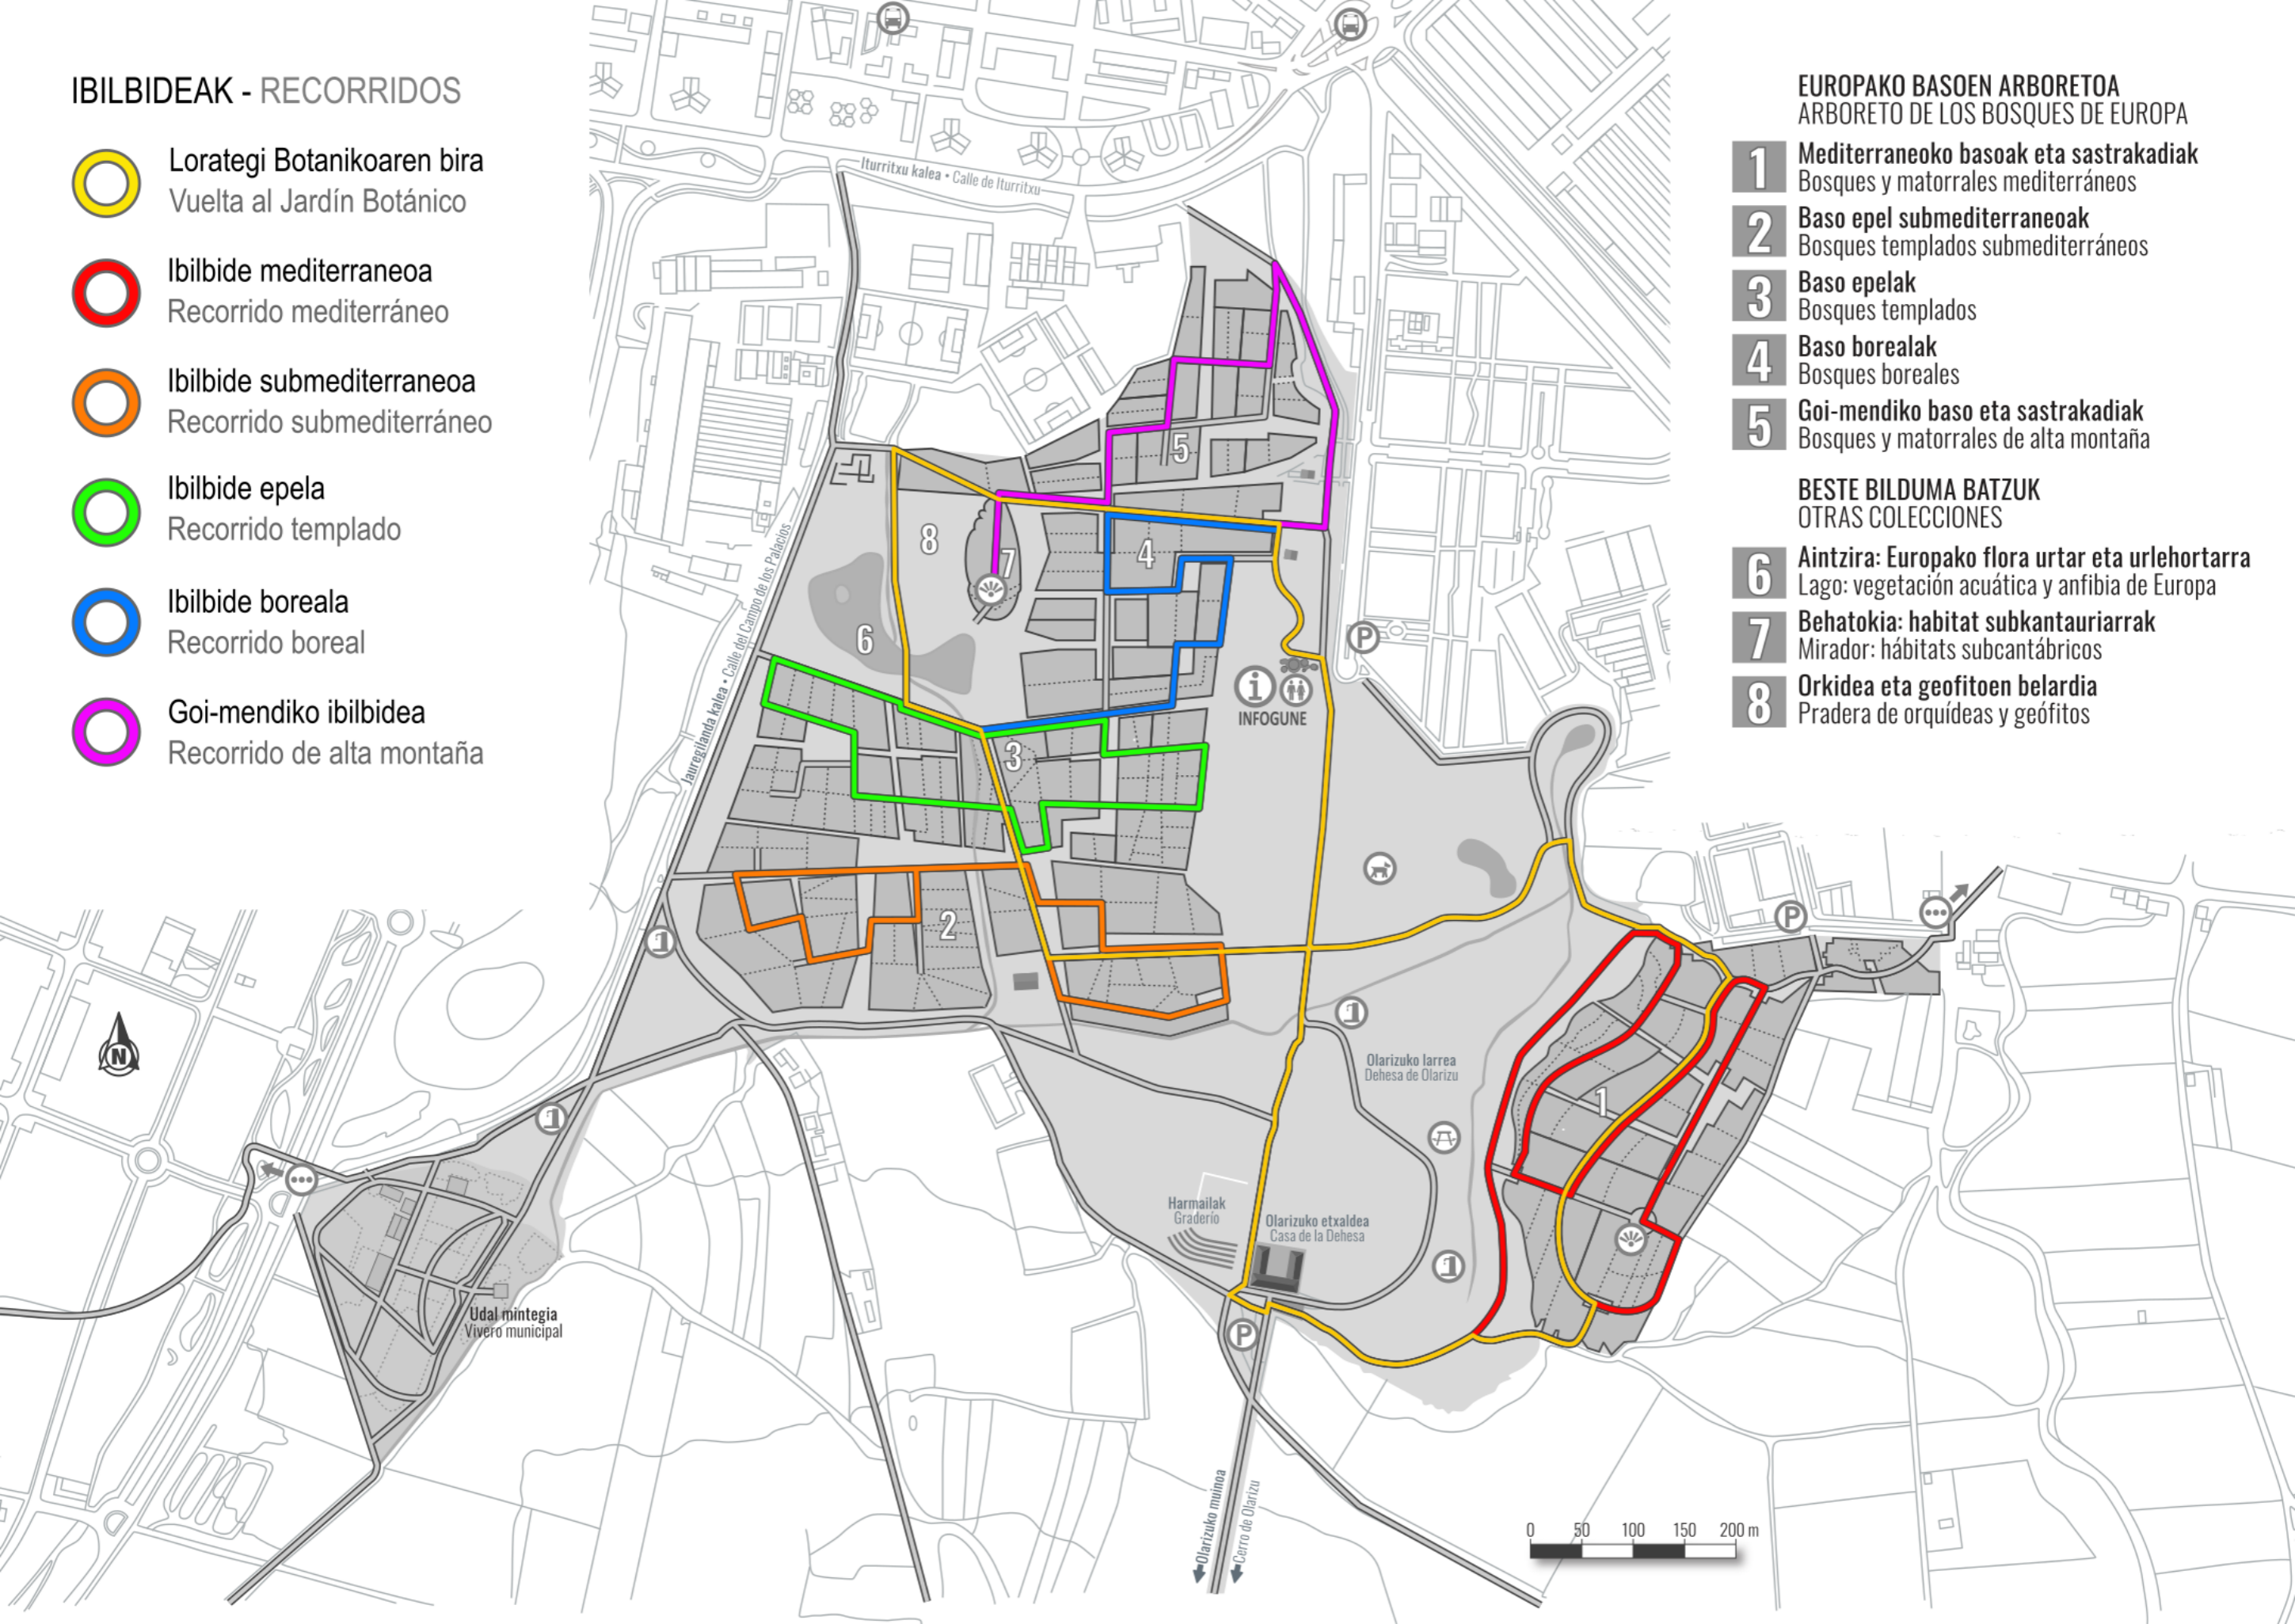 IBILBIDEAK - RECORRIDOS
Lorategi Botanikoaren bira
Vuelta al Jardín Botánico
Ibilbide mediterraneoa
Recorrido mediterráneo
Ibilbide submediterraneoa
Recorrido submediterráneo
Ibilbide epela
Recorrido templado
Ibilbide boreala
Recorrido boreal
Goi-mendiko ibilbidea
Recorrido de alta montaña
Iturritxu kalea • Calle de Iturritxu
Jauregilanda kalea • Calle del Campo de los Palacios
5
8
4
7
6
P
i
INFOGUNE
3
2
1
P
N
Olarizuko larrea
Dehesa de Olarizu
Harmailak
Graderío
Olarizuko etxaldea
Casa de la Dehesa
P
Udal mintegia
Vivero municipal
Olarizuko muinoa
Cerro de Olarizu
0 50 100 150 200 m
EUROPAKO BASOEN ARBORETOA
ARBORETO DE LOS BOSQUES DE EUROPA
1 Mediterraneoko basoak eta sastrakadiak
Bosques y matorrales mediterráneos
2 Baso epel submediterraneoak
Bosques templados submediterráneos
3 Baso epelak
Bosques templados
4 Baso borealak
Bosques boreales
5 Goi-mendiko baso eta sastrakadiak
Bosques y matorrales de alta montaña
BESTE BILDUMA BATZUK
OTRAS COLECCIONES
6 Aintzira: Europako flora urtar eta urlehortarra
Lago: vegetación acuática y anfibia de Europa
7 Behatokia: habitat subkantauriarrak
Mirador: hábitats subcantábricos
8 Orkidea eta geofitoen belardia
Pradera de orquídeas y geófitos